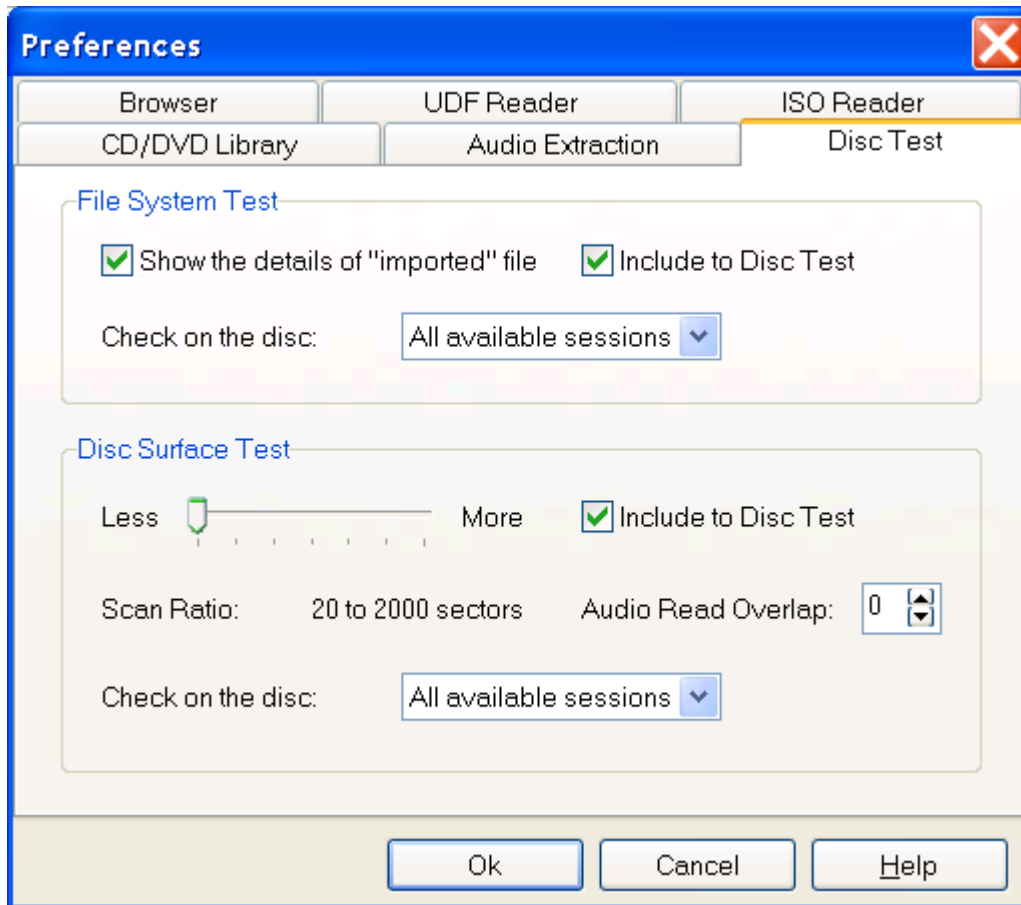 Preferences
Browser UDF Reader ISO Reader
CD/DVD Library Audio Extraction Disc Test
File System Test
Show the details of "imported" file Include to Disc Test
Check on the disc: All available sessions
Disc Surface Test
Less More Include to Disc Test
Scan Ratio: 20 to 2000 sectors Audio Read Overlap: 0
Check on the disc: All available sessions
Ok Cancel Help